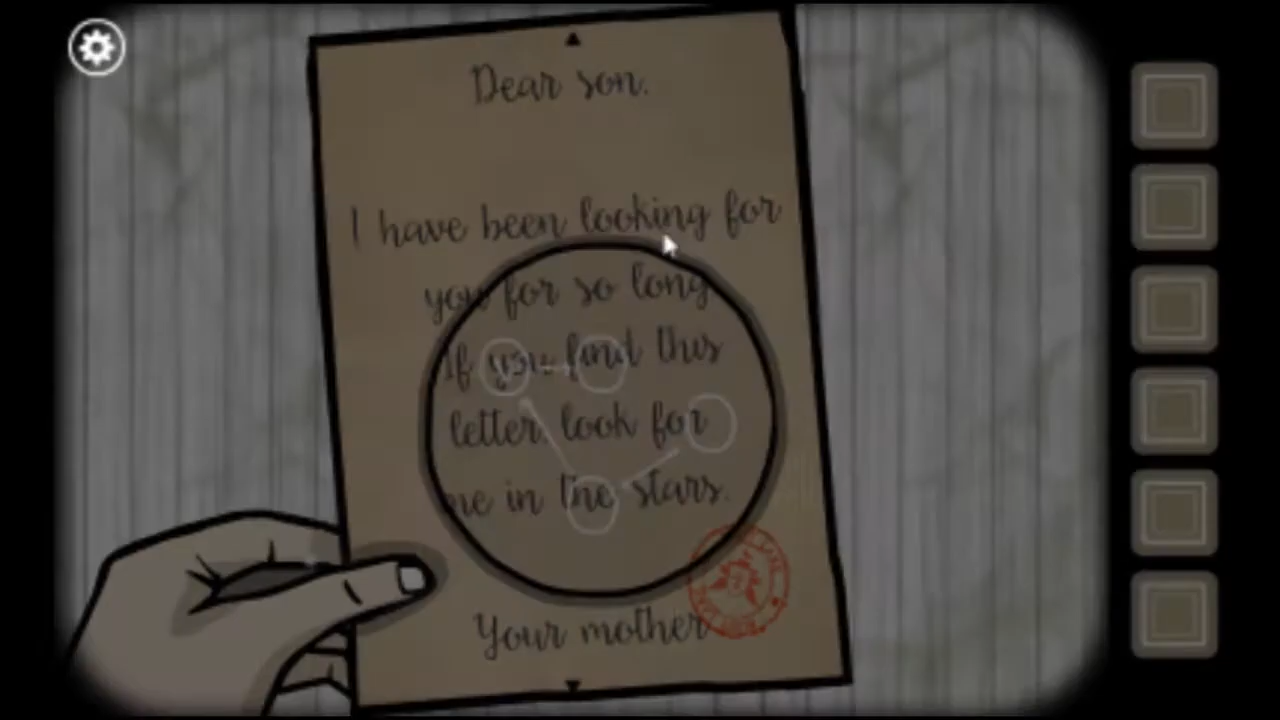 Dear son.
I have been looking for
you for so long
If you find this
letter, look for
me in the stars.
Your mother